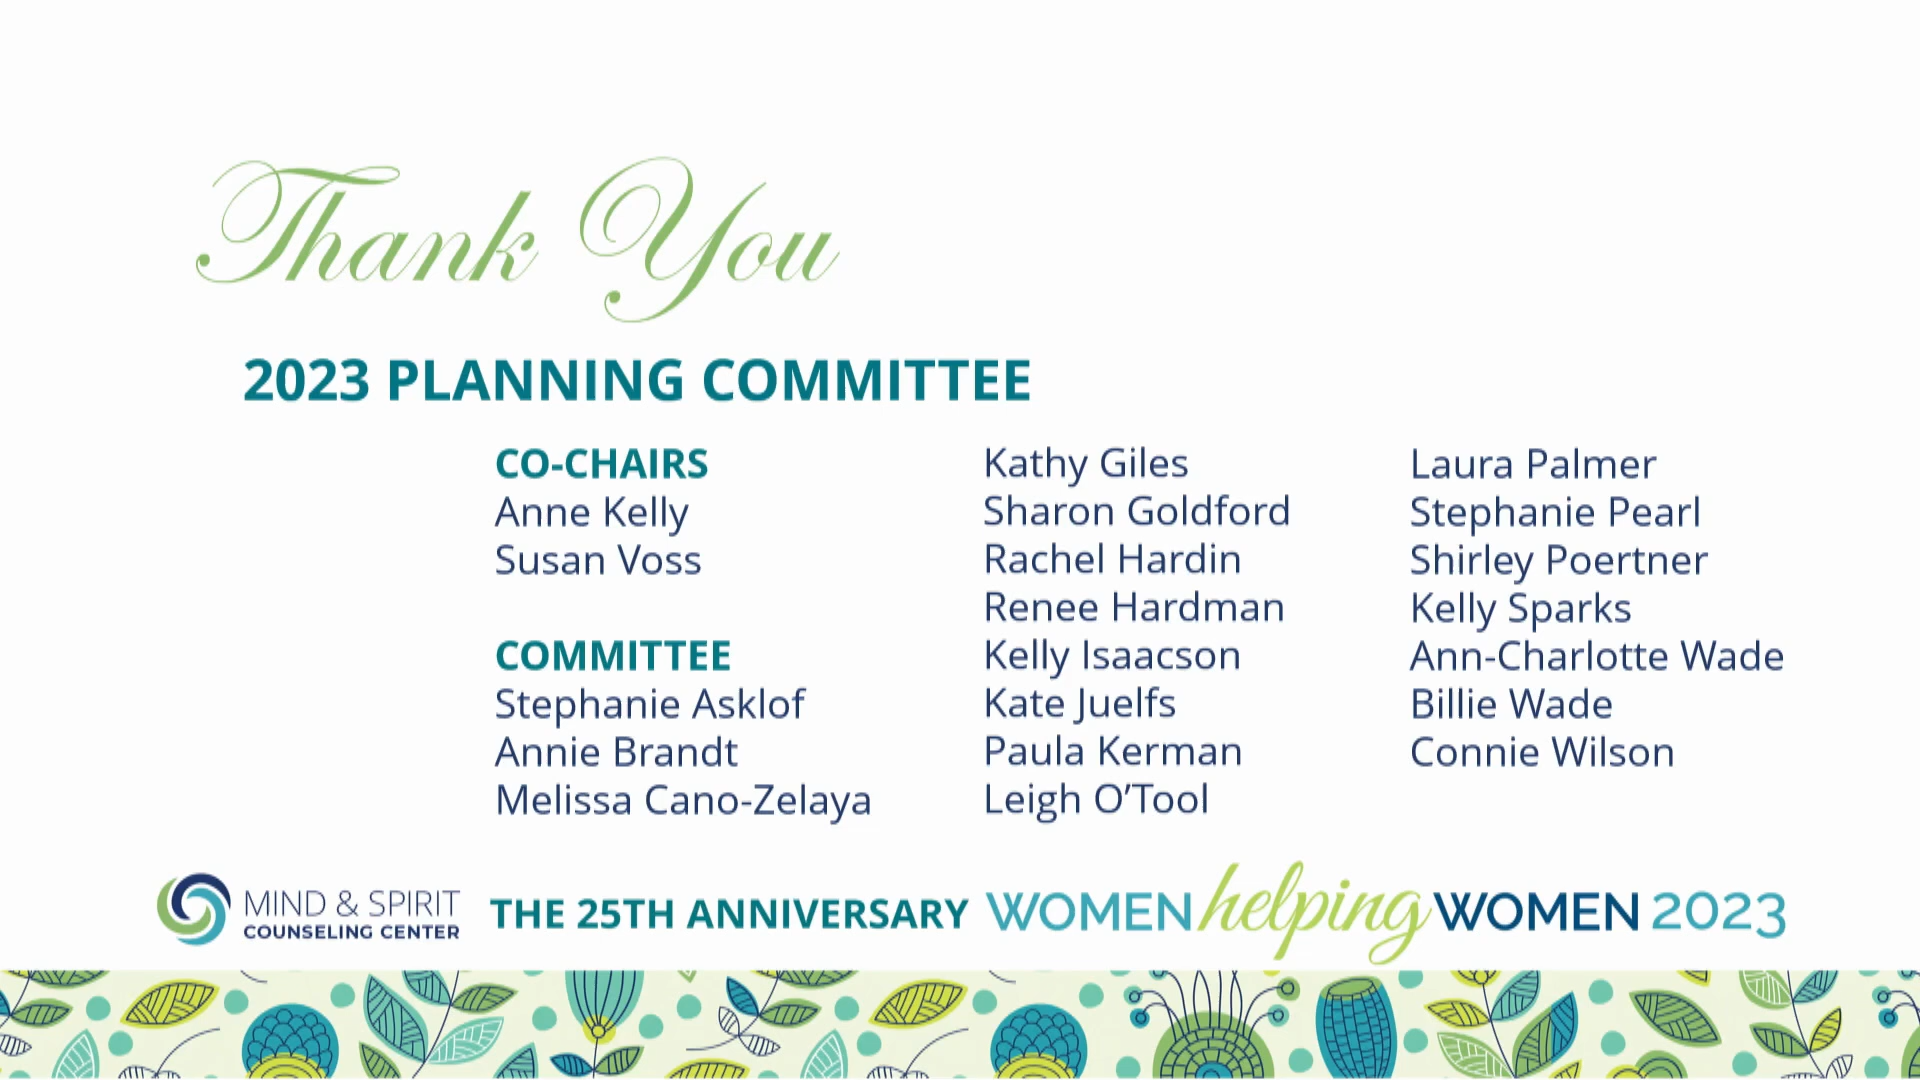 Thank You
2023 PLANNING COMMITTEE
CO-CHAIRS
Anne Kelly
Susan Voss
COMMITTEE
Stephanie Asklof
Annie Brandt
Melissa Cano-Zelaya
Kathy Giles
Sharon Goldford
Rachel Hardin
Renee Hardman
Kelly Isaacson
Kate Juelfs
Paula Kerman
Leigh O’Tool
Laura Palmer
Stephanie Pearl
Shirley Poertner
Kelly Sparks
Ann-Charlotte Wade
Billie Wade
Connie Wilson
MIND & SPIRIT
COUNSELING CENTER
THE 25TH ANNIVERSARY
WOMEN helping WOMEN 2023